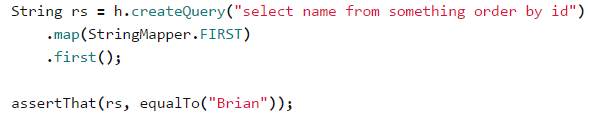 String rs = h.createQuery("select name from something order by id")
    .map(StringMapper.FIRST)
    .first();
assertThat(rs, equalTo("Brian"));